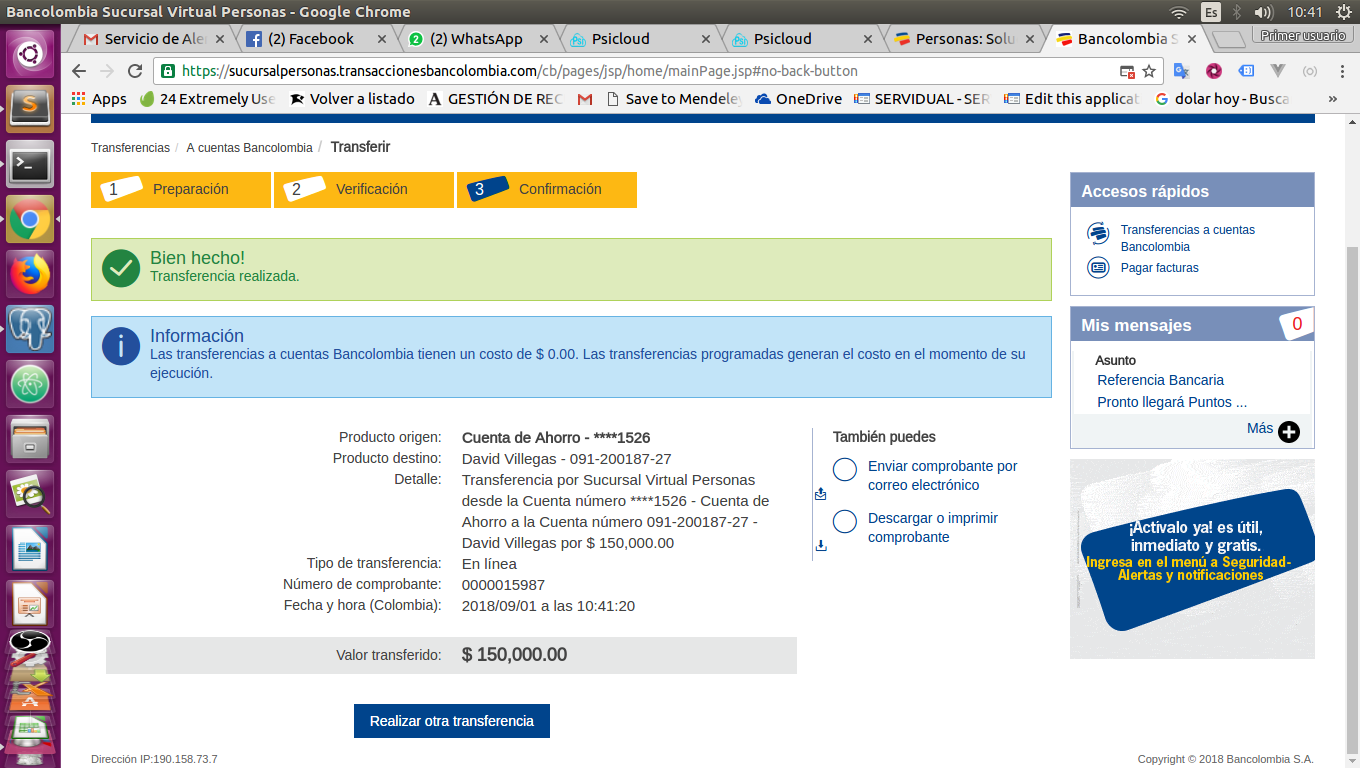 Bancolombia Sucursal Virtual Personas - Google Chrome
Es
10:41
Servicio de Ale
(2) Facebook
(2) WhatsApp
Psicloud
Psicloud
Personas: Solu
Bancolombia S
Primer usuario
https://sucursalpersonas.transaccionesbancolombia.com/cb/pages/jsp/home/mainPage.jsp#no-back-button
Apps
24 Extremely Use
Volver a listado
GESTIÓN DE REC
Save to Mendeley
OneDrive
SERVIDUAL - SER
Edit this applicat
dolar hoy - Busca
»
Transferencias / A cuentas Bancolombia / Transferir
1 Preparación
2 Verificación
3 Confirmación
Bien hecho!
Transferencia realizada.
Información
Las transferencias a cuentas Bancolombia tienen un costo de $ 0.00. Las transferencias programadas generan el costo en el momento de su
ejecución.
Producto origen: Cuenta de Ahorro - ****1526
Producto destino: David Villegas - 091-200187-27
Detalle: Transferencia por Sucursal Virtual Personas
desde la Cuenta número ****1526 - Cuenta de
Ahorro a la Cuenta número 091-200187-27 -
David Villegas por $ 150,000.00
Tipo de transferencia: En línea
Número de comprobante: 0000015987
Fecha y hora (Colombia): 2018/09/01 a las 10:41:20
Valor transferido: $ 150,000.00
Realizar otra transferencia
También puedes
Enviar comprobante por
correo electrónico
Descargar o imprimir
comprobante
Accesos rápidos
Transferencias a cuentas
Bancolombia
Pagar facturas
Mis mensajes
0
Asunto
Referencia Bancaria
Pronto llegará Puntos ...
Más
¡Actívalo ya! es útil,
inmediato y gratis.
Ingresa en el menú a Seguridad-
Alertas y notificaciones
Dirección IP:190.158.73.7
Copyright © 2018 Bancolombia S.A.